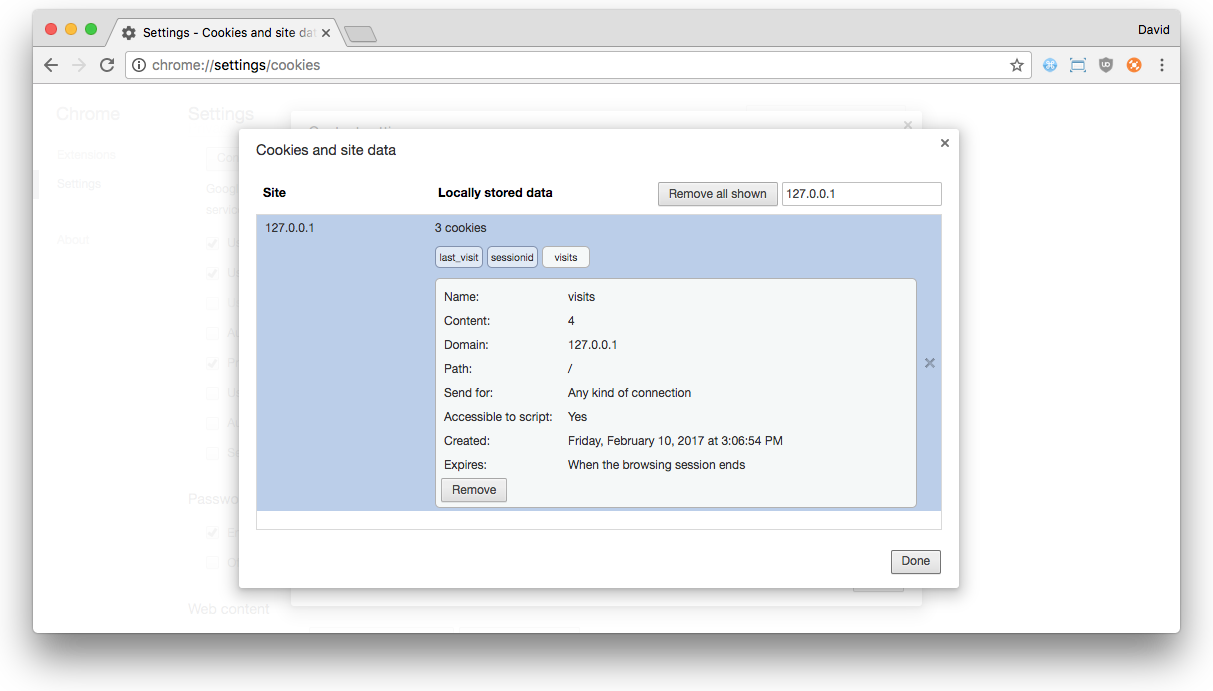 Settings - Cookies and site dat
David
chrome://settings/cookies
Chrome
Settings
Extensions
Settings
About
Cookies and site data
Site
Locally stored data
Remove all shown
127.0.0.1
127.0.0.1
3 cookies
last_visit
sessionid
visits
Name: visits
Content: 4
Domain: 127.0.0.1
Path: /
Send for: Any kind of connection
Accessible to script: Yes
Created: Friday, February 10, 2017 at 3:06:54 PM
Expires: When the browsing session ends
Remove
Done
Web content